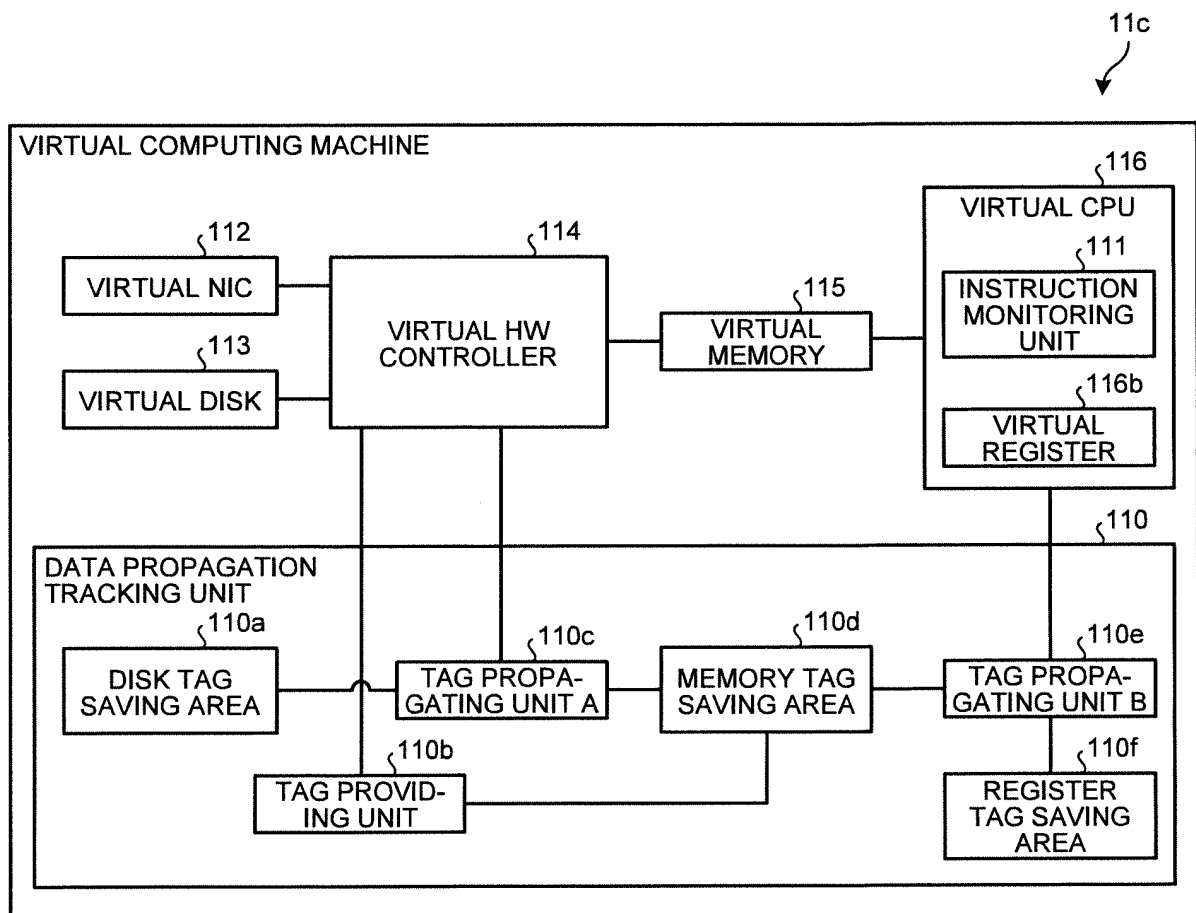 11c
VIRTUAL COMPUTING MACHINE
116
VIRTUAL CPU
112
VIRTUAL NIC
114
VIRTUAL HW
CONTROLLER
111
INSTRUCTION
MONITORING
UNIT
115
VIRTUAL
MEMORY
113
VIRTUAL DISK
116b
VIRTUAL
REGISTER
110
DATA PROPAGATION
TRACKING UNIT
110a
DISK TAG
SAVING AREA
110c
TAG PROPA-
GATING UNIT A
110d
MEMORY TAG
SAVING AREA
110e
TAG PROPA-
GATING UNIT B
110b
TAG PROVID-
ING UNIT
110f
REGISTER
TAG SAVING
AREA